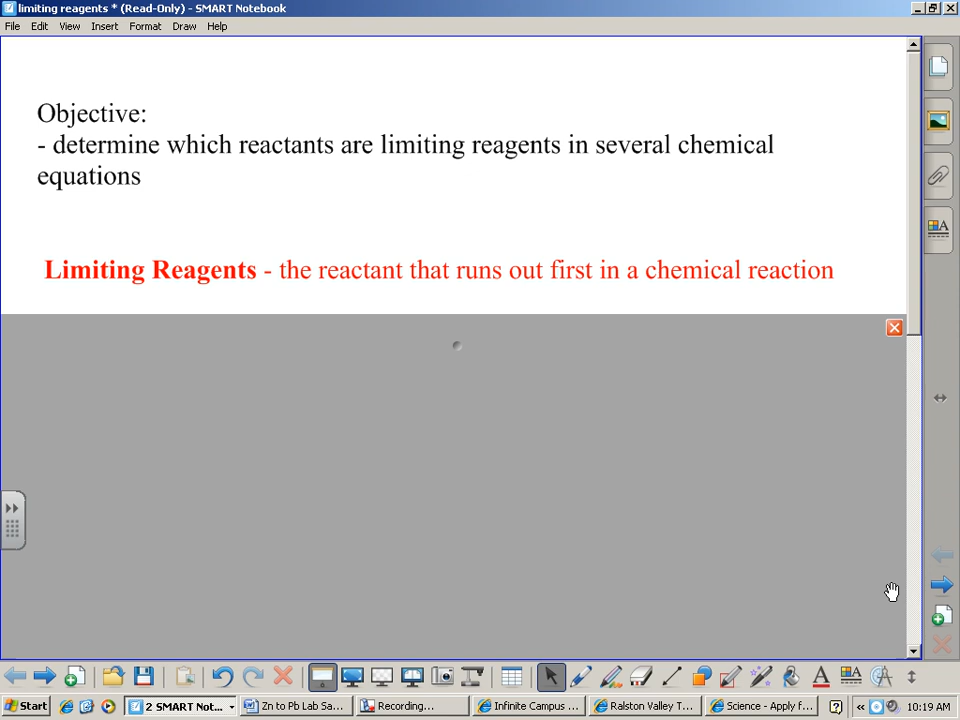 limiting reagents * (Read-Only) - SMART Notebook
File Edit View Insert Format Draw Help
Objective:
- determine which reactants are limiting reagents in several chemical
equations
Limiting Reagents - the reactant that runs out first in a chemical reaction
Start 2 SMART Not... Zn to Pb Lab Sa... Recording... Infinite Campus ... Ralston Valley T... Science - Apply f... 10:19 AM